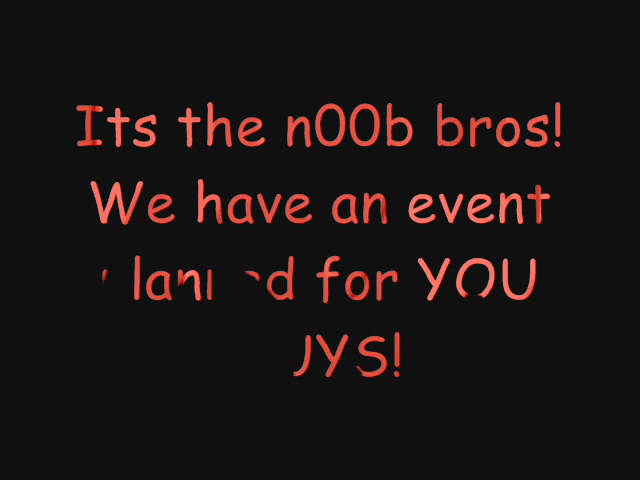 Its the n00b bros!
We have an event
for YOU